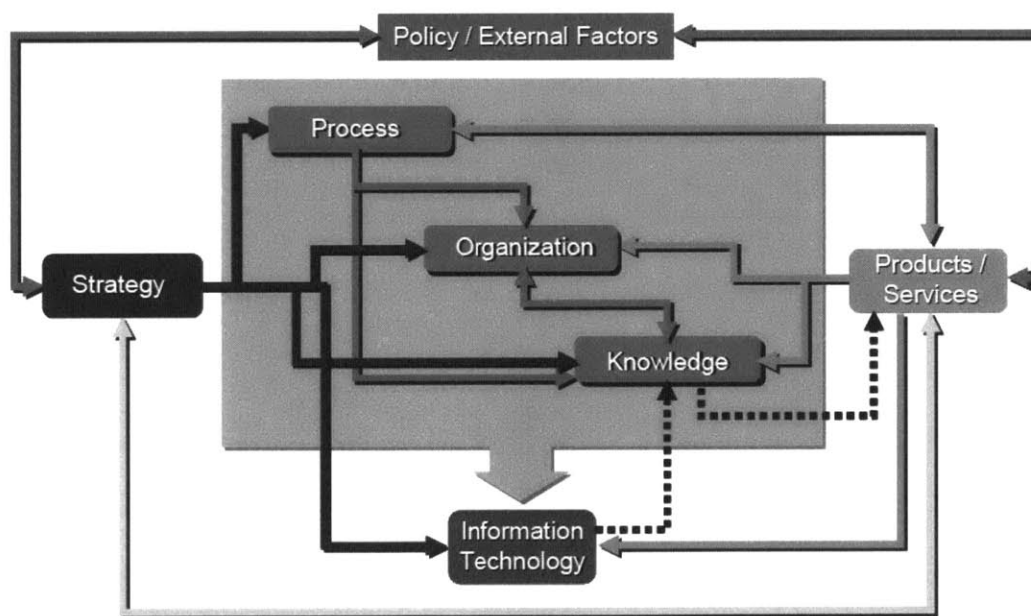 Policy / External Factors
Process
Organization
Strategy
Products /
Services
Knowledge
Information
Technology